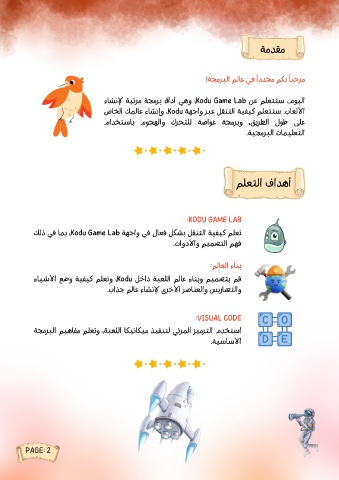 مقدمة
مرحباً بكم مجدداً في عالم البرمجة!
اليوم، ستتعلم عن Kodu Game Lab، وهي أداة برمجة مرئية لإنشاء
الألعاب. ستتعلم كيفية التنقل عبر واجهة Kodu، وإنشاء عالمك الخاص
على طول الطريق، وبرمجة غواصة للتحرك والهجوم باستخدام
التعليمات البرمجية.
أهداف التعلم
KODU GAME LAB:
تعلم كيفية التنقل بشكل فعال في واجهة Kodu Game Lab، بما في ذلك
فهم التصميم والأدوات.
بناء العالم:
قم بتصميم وبناء عالم اللعبة داخل Kodu، وتعلم كيفية وضع الأشياء
والتضاريس والعناصر الأخرى لإنشاء عالم جذاب.
VISUAL CODE:
استخدم الترميز المرئي لتنفيذ ميكانيكا اللعبة، وتعلم مفاهيم البرمجة
الأساسية.
C O
D E
PAGE: 2